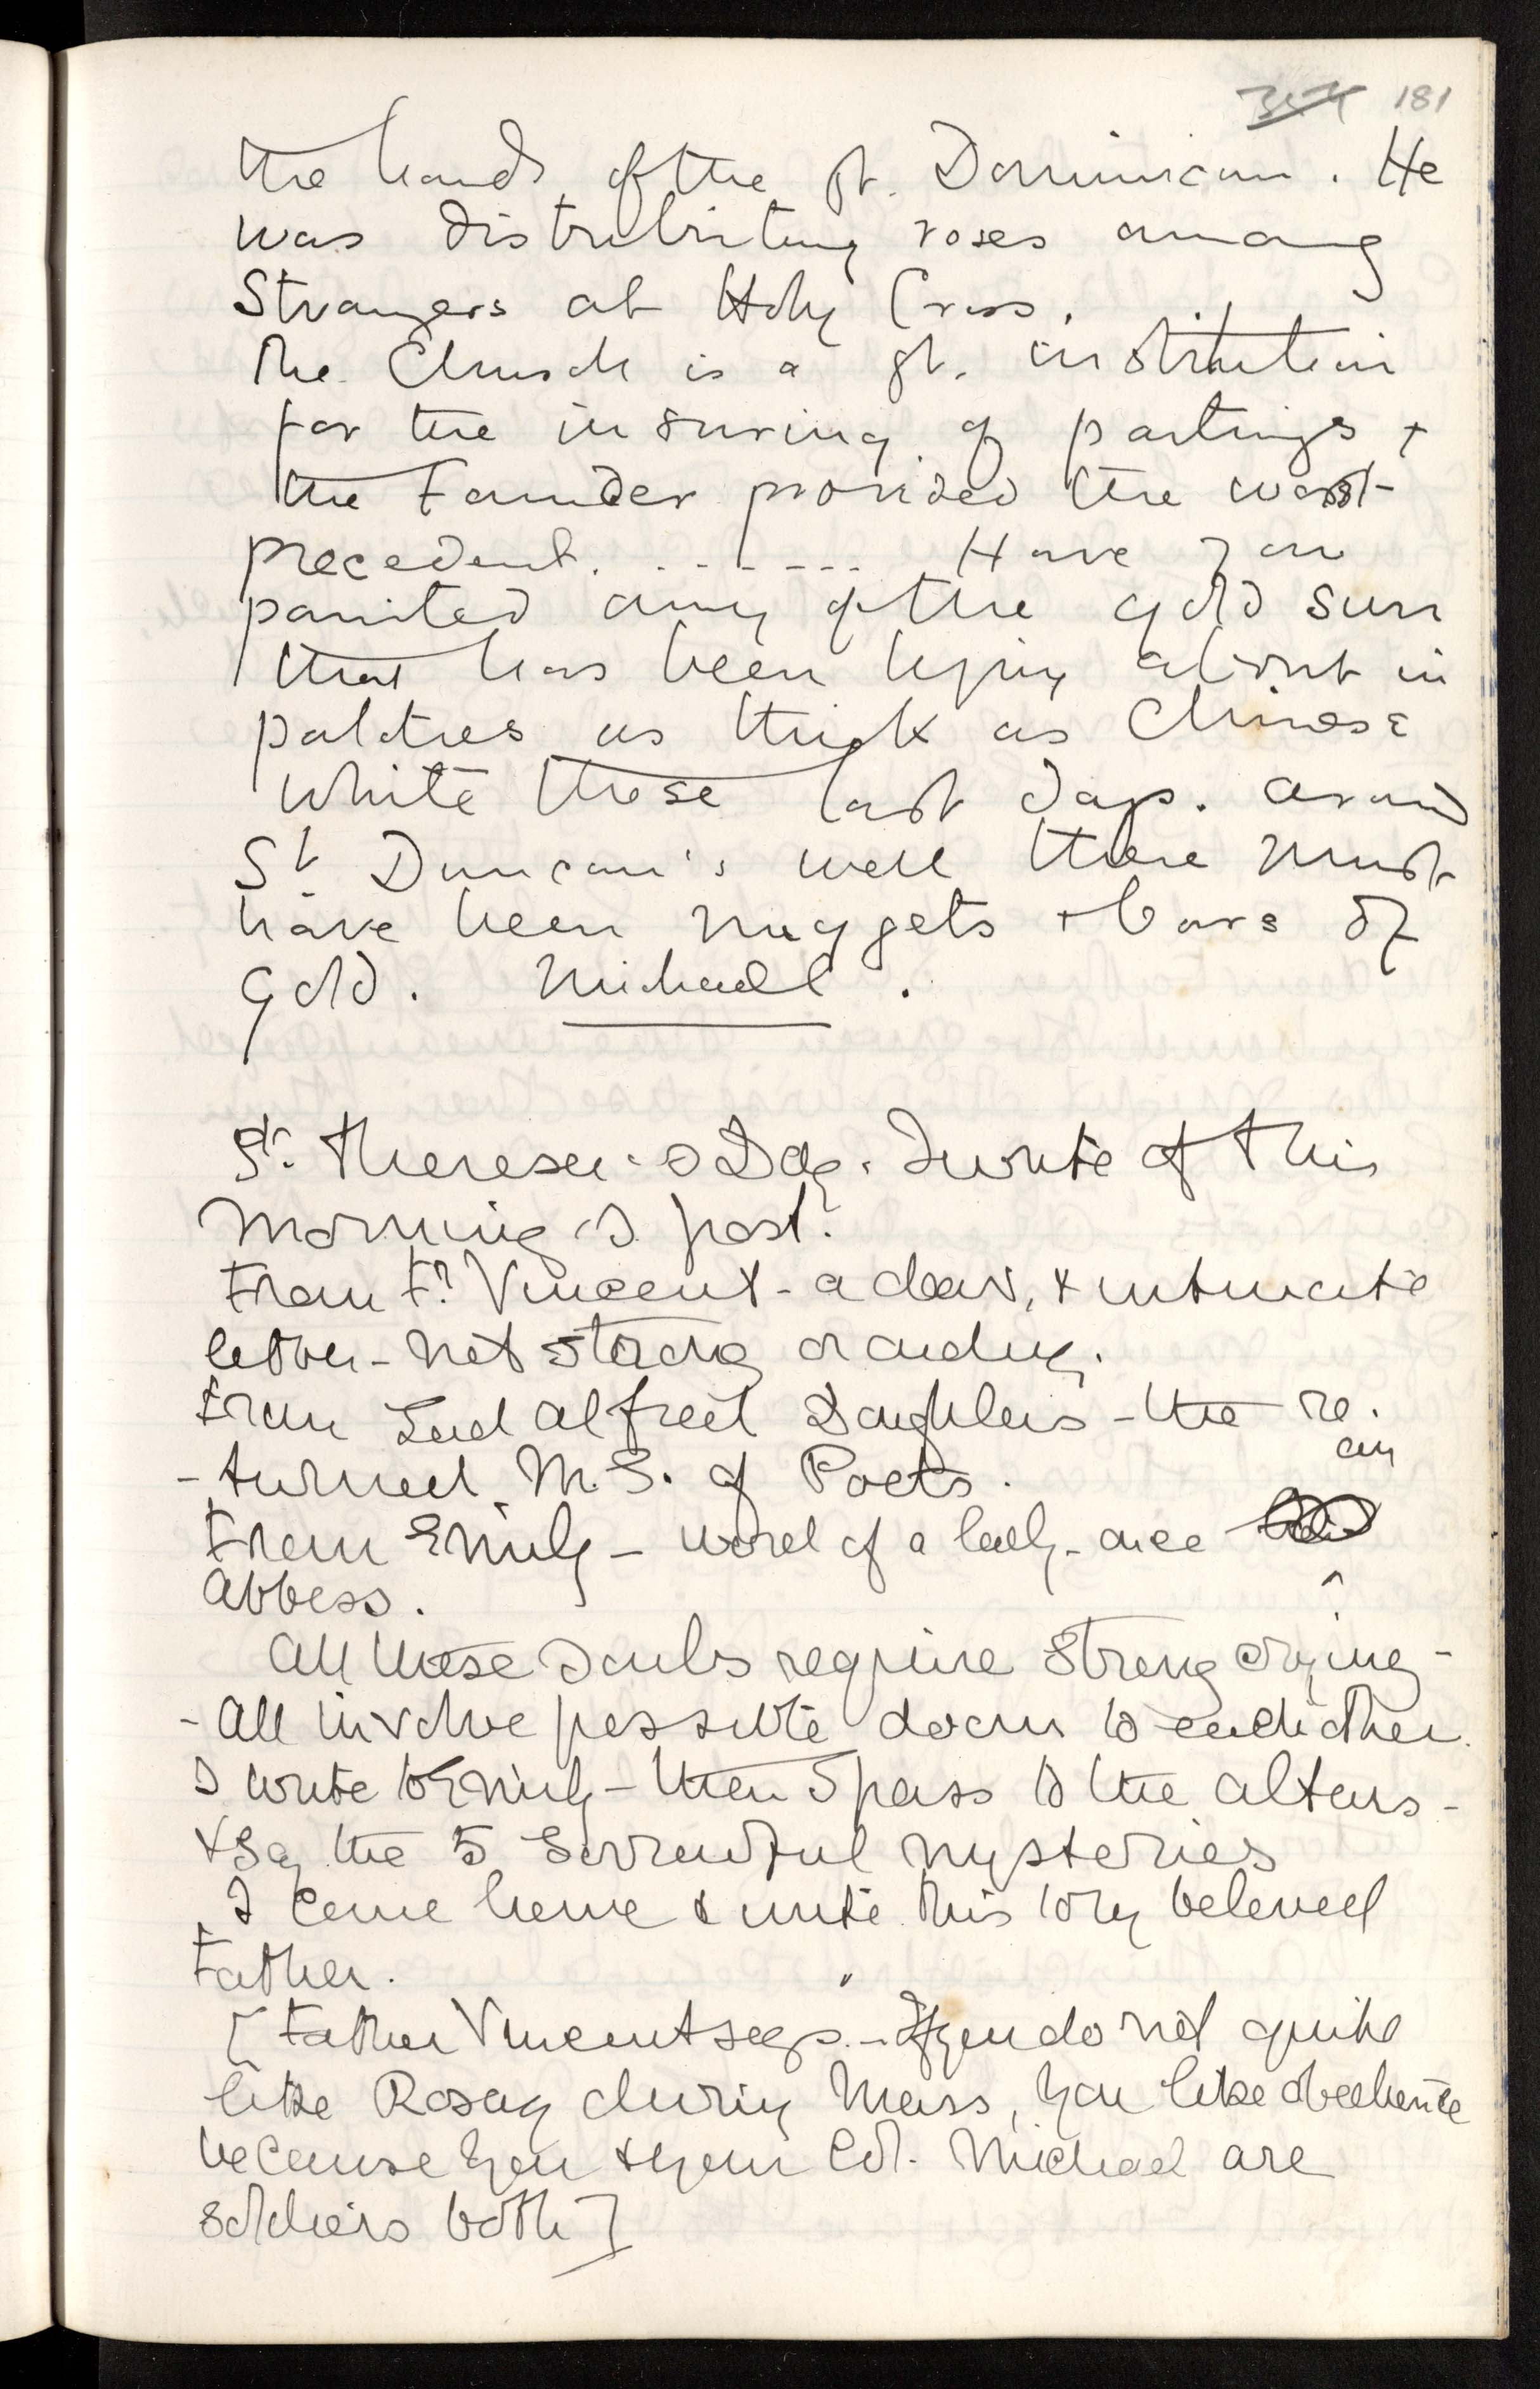 181
the hands of the gt. Dominican. He
was distributing roses among
Strangers at Holy Cross.
The Church is a gt. institution
for the insuring of partings +
the Founder provided the worst
precedent. . - - - - - - Have you
painted any of the gold sun
that has been lying about in
patches as thick as Chinese
white these last days. around
St Duncan's well there must
have been nuggets + bars of
gold. Michael.
St. Theresa's Day. I write of this
morning's post.
From Fr. Vincent - a dear, & intimate
letter - not strong
From Lord Alfred Douglas - the re-
-turned M.S. of Poets.
an
From Emily - word of a lady - once
Abbess.
All these souls require strong crying -
- All involve possible doom to each other.
I write to Emily - then I pass to the altars -
& say the 5 Sorrowful mysteries
I come home & write this to my beloved
Father.
[Father Vincent says - If you do not quite
like Rosary during Mass, you like obedience
because you & your Col. Michael are
soldiers both]